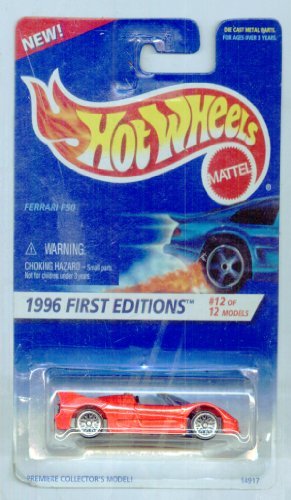 NEW!
DIE CAST METAL PARTS.
FOR AGES OVER 3 YEARS.
HOT WHEELS
MATTEL
®
FERRARI F50
WARNING:
CHOKING HAZARD - Small parts.
Not for children under 3 years.
1996 FIRST EDITIONS™
#12 OF
12 MODELS
PREMIERE COLLECTOR'S MODEL!
14917